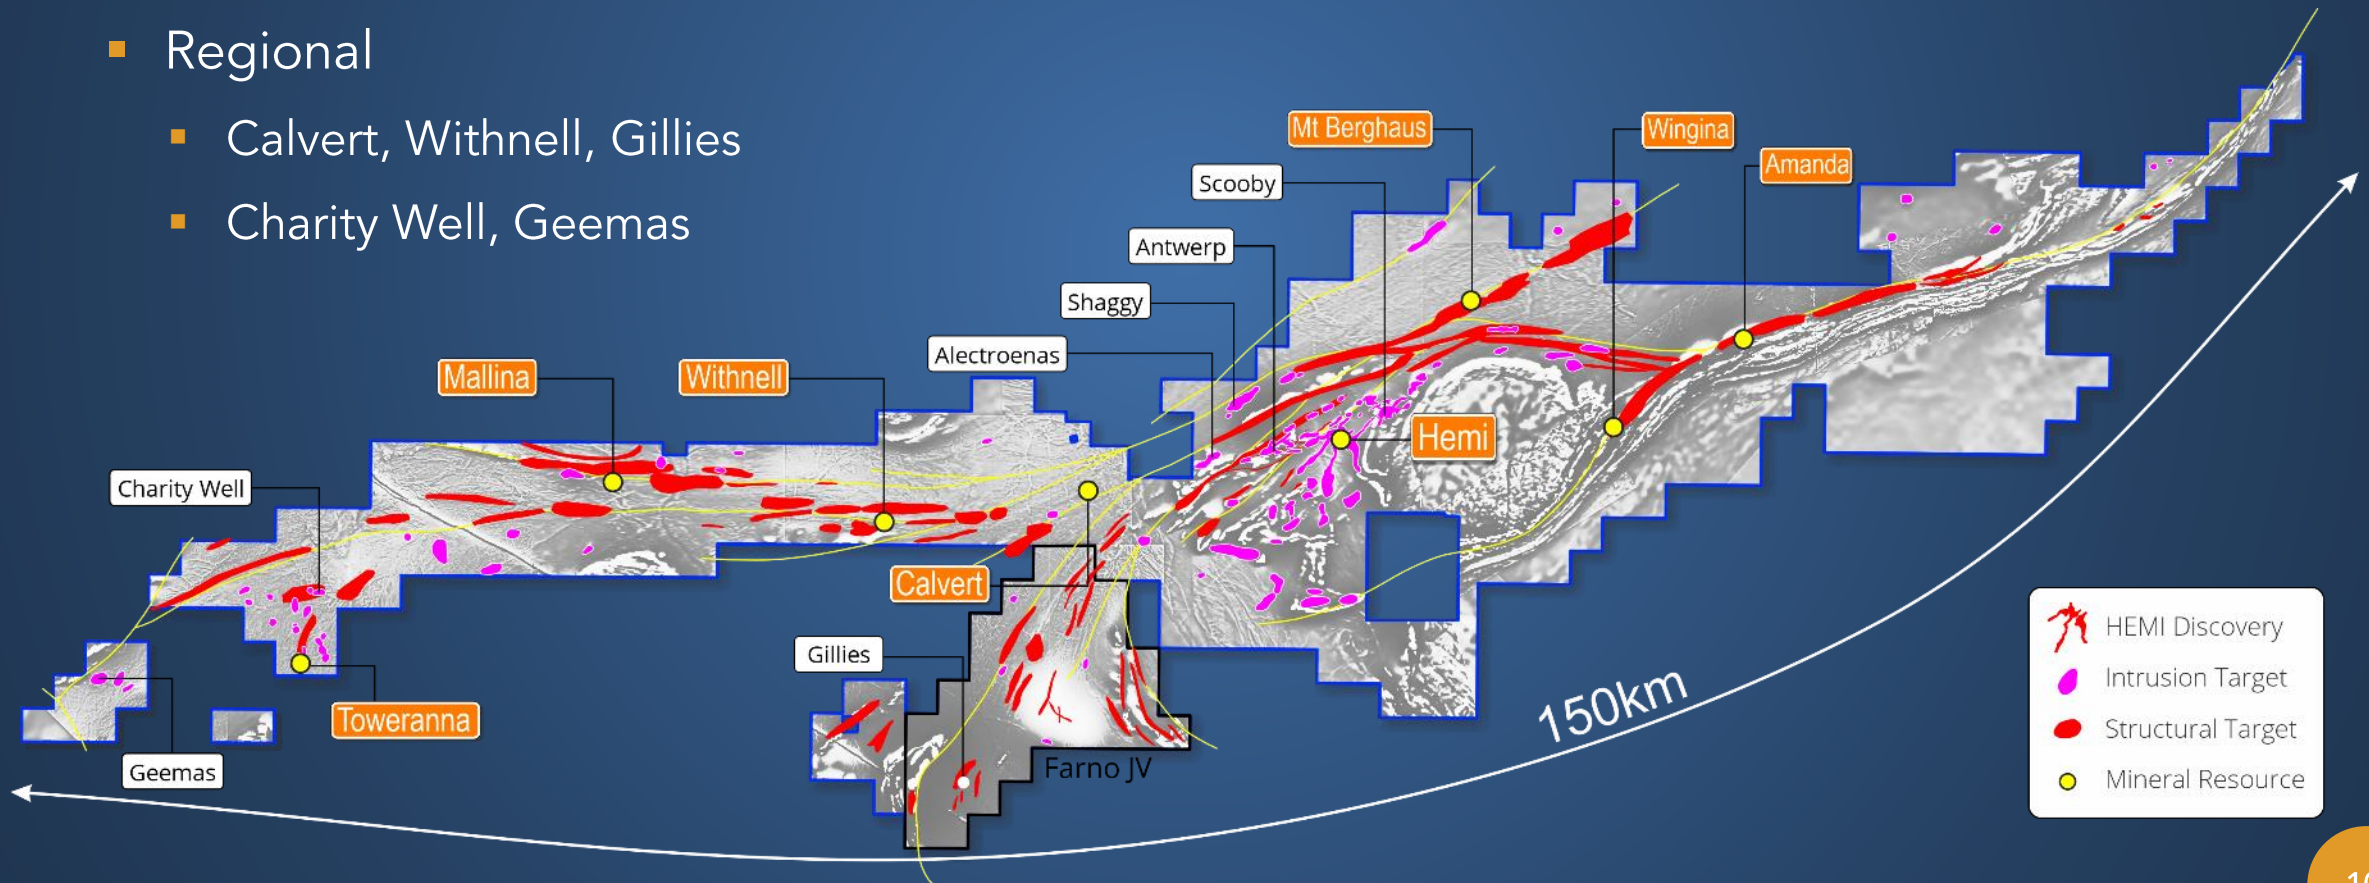 Regional
Calvert, Withnell, Gillies
Charity Well, Geemas
Mt Berghaus
Wingina
Amanda
Scooby
Antwerp
Shaggy
Alectroenas
Mallina
Withnell
Hemi
Charity Well
Calvert
Gillies
Toweranna
Geemas
Farno JV
150km
HEMI Discovery
Intrusion Target
Structural Target
Mineral Resource